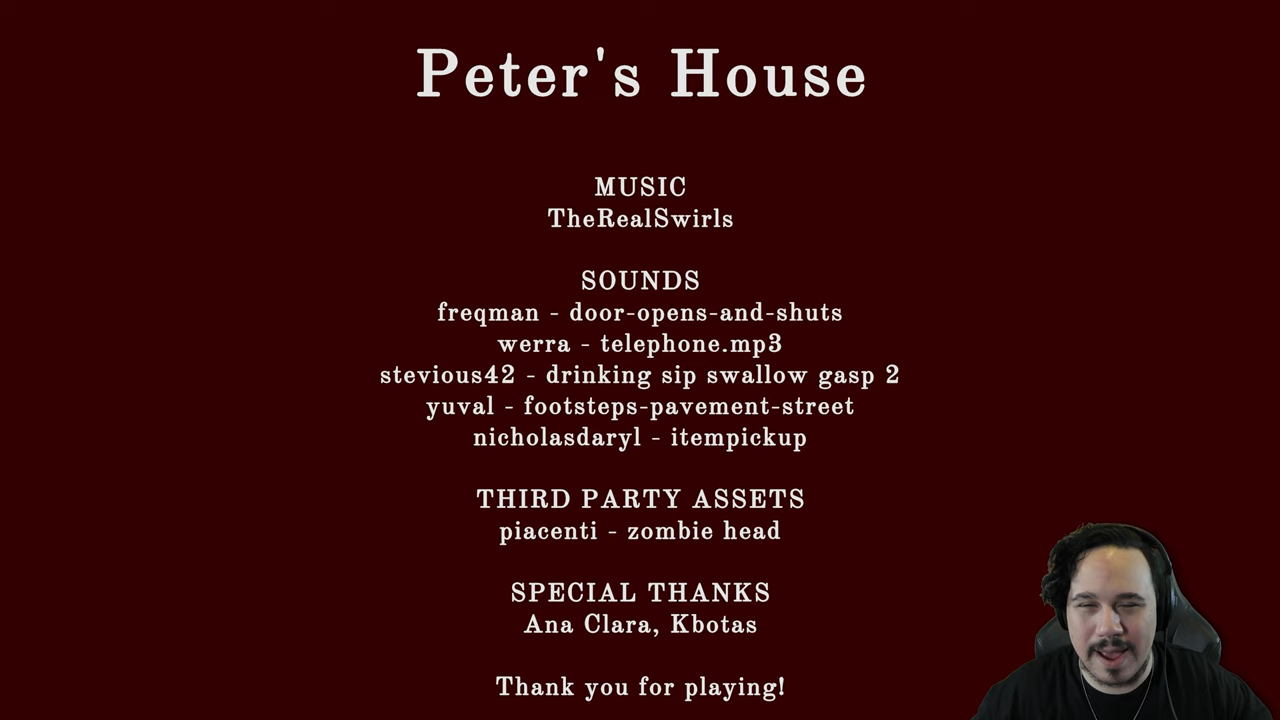 Peter's House
MUSIC
TheRealSwirls
SOUNDS
freqman - door-opens-and-shuts
werra - telephone.mp3
stevious42 - drinking sip swallow gasp 2
yuval - footsteps-pavement-street
nicholasdaryl - itempickup
THIRD PARTY ASSETS
piacenti - zombie head
SPECIAL THANKS
Ana Clara, Kbotas
Thank you for playing!